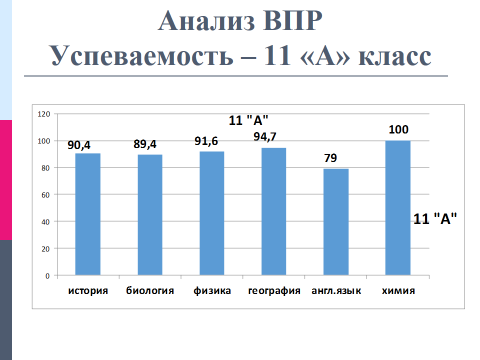 Анализ ВПР
Успеваемость – 11 «А» класс
11 "А"
120
100
80
60
40
20
0
90,4
89,4
91,6
94,7
79
100
история
биология
физика
география
англ.язык
химия
11 "А"